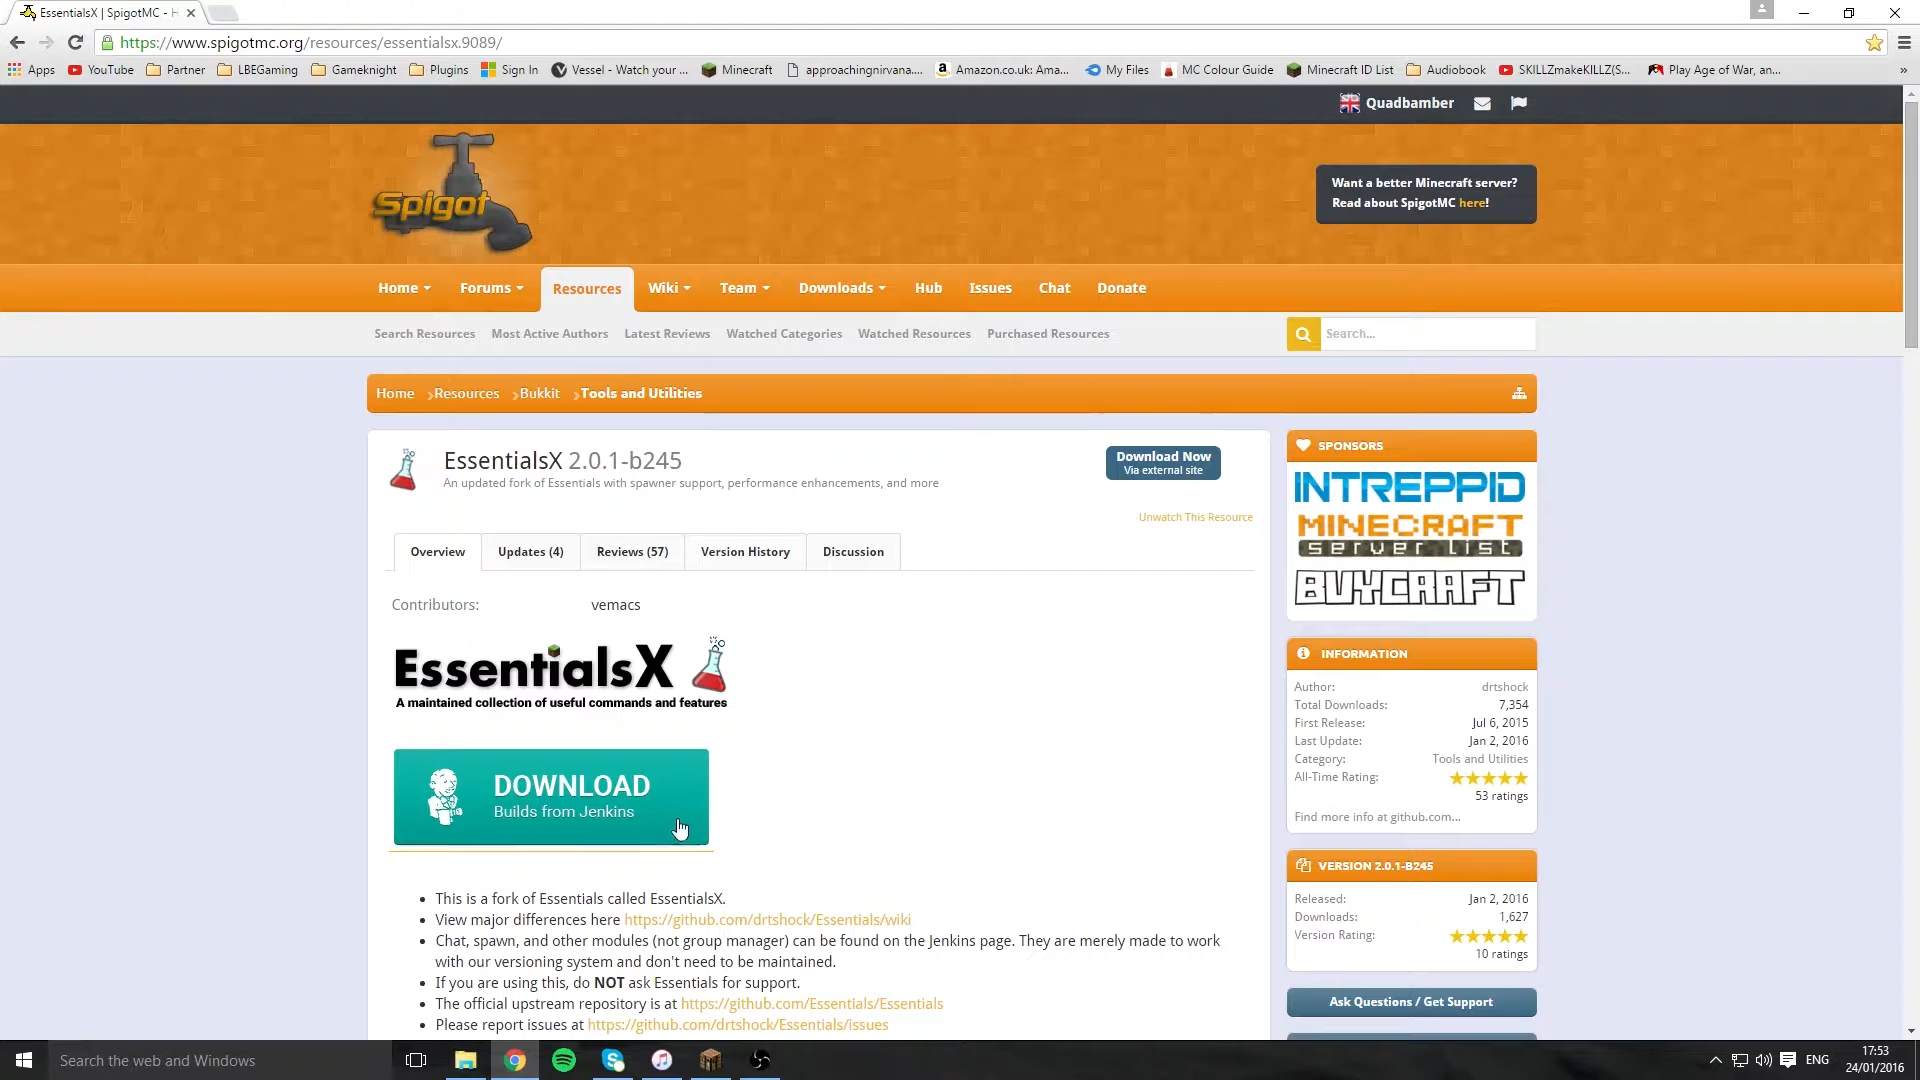 EssentialsX | SpigotMC - H
https://www.spigotmc.org/resources/essentialsx.9089/
Apps YouTube Partner LBEGaming Gameknight Plugins Sign In Vessel - Watch your ... Minecraft approachingnirvana.... Amazon.co.uk: Ama... My Files MC Colour Guide Minecraft ID List Audiobook SKILLZmakeKILLZ(S... Play Age of War, an... »
Quadbamber
Spigot
Want a better Minecraft server?
Read about SpigotMC here!
Home Forums Resources Wiki Team Downloads Hub Issues Chat Donate
Search Resources Most Active Authors Latest Reviews Watched Categories Watched Resources Purchased Resources
Search...
Home Resources Bukkit Tools and Utilities
EssentialsX 2.0.1-b245
An updated fork of Essentials with spawner support, performance enhancements, and more
Download Now
Via external site
Unwatch This Resource
Overview Updates (4) Reviews (57) Version History Discussion
Contributors: vemacs
EssentialsX
A maintained collection of useful commands and features
DOWNLOAD
Builds from Jenkins
• This is a fork of Essentials called EssentialsX.
• View major differences here https://github.com/drtshock/Essentials/wiki
• Chat, spawn, and other modules (not group manager) can be found on the Jenkins page. They are merely made to work
with our versioning system and don't need to be maintained.
• If you are using this, do NOT ask Essentials for support.
• The official upstream repository is at https://github.com/Essentials/Essentials
• Please report issues at https://github.com/drtshock/Essentials/issues
SPONSORS
INTREPPID
MINECRAFT
server list
BUYCRAFT
INFORMATION
Author: drtshock
Total Downloads: 7,354
First Release: Jul 6, 2015
Last Update: Jan 2, 2016
Category: Tools and Utilities
All-Time Rating:
53 ratings
Find more info at github.com...
VERSION 2.0.1-B245
Released: Jan 2, 2016
Downloads: 1,627
Version Rating:
10 ratings
Ask Questions / Get Support
Search the web and Windows
ENG
17:53
24/01/2016